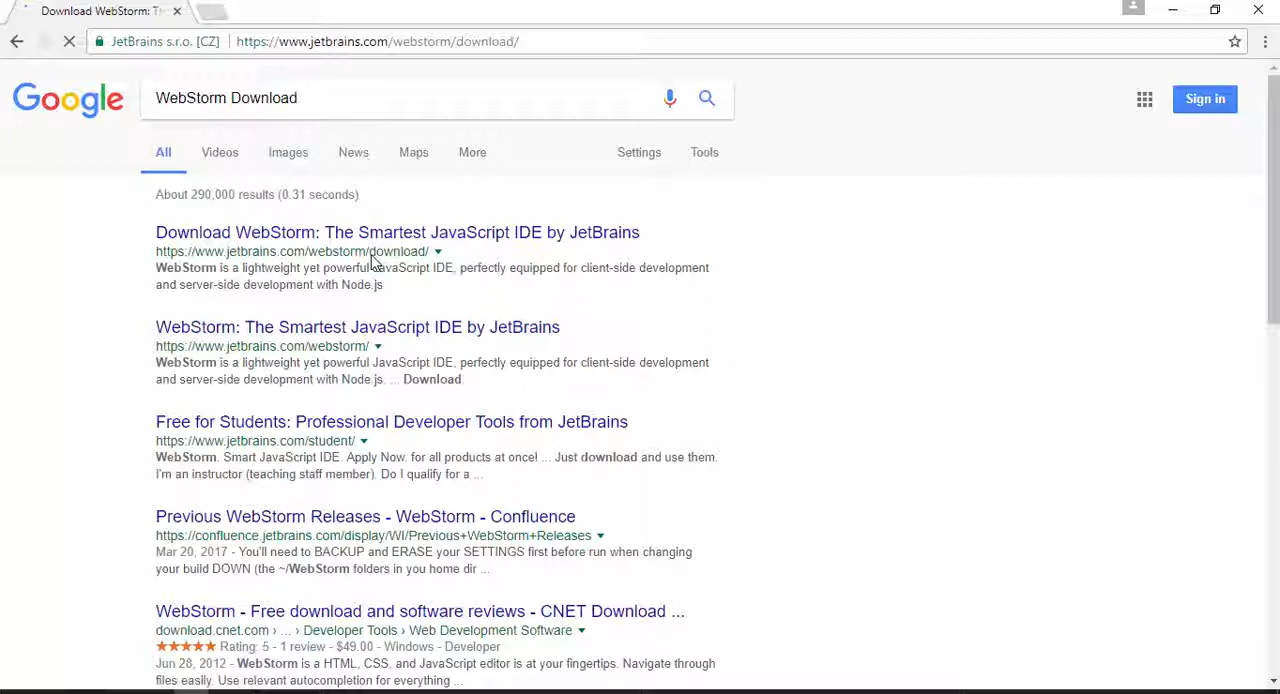 Download WebStorm: Th
JetBrains s.r.o. [CZ] https://www.jetbrains.com/webstorm/download/
Google
WebStorm Download
Sign in
All Videos Images News Maps More Settings Tools
About 290,000 results (0.31 seconds)
Download WebStorm: The Smartest JavaScript IDE by JetBrains
https://www.jetbrains.com/webstorm/download/
WebStorm is a lightweight yet powerful JavaScript IDE, perfectly equipped for client-side development
and server-side development with Node.js
WebStorm: The Smartest JavaScript IDE by JetBrains
https://www.jetbrains.com/webstorm/
WebStorm is a lightweight yet powerful JavaScript IDE, perfectly equipped for client-side development
and server-side development with Node.js. ... Download.
Free for Students: Professional Developer Tools from JetBrains
https://www.jetbrains.com/student/
WebStorm. Smart JavaScript IDE. Apply Now. for all products at once! ... Just download and use them.
I'm an instructor (teaching staff member). Do I qualify for a ...
Previous WebStorm Releases - WebStorm - Confluence
https://confluence.jetbrains.com/display/WI/Previous+WebStorm+Releases
Mar 20, 2017 - You'll need to BACKUP and ERASE your SETTINGS first before run when changing
your build DOWN (the ~/WebStorm folders in you home dir ...
WebStorm - Free download and software reviews - CNET Download ...
download.cnet.com › ... › Developer Tools › Web Development Software
★★★★★ Rating: 5 - 1 review - $49.00 - Windows - Developer
Jun 28, 2012 - WebStorm is a HTML, CSS, and JavaScript editor is at your fingertips. Navigate through
files easily. Use relevant autocompletion for everything ...